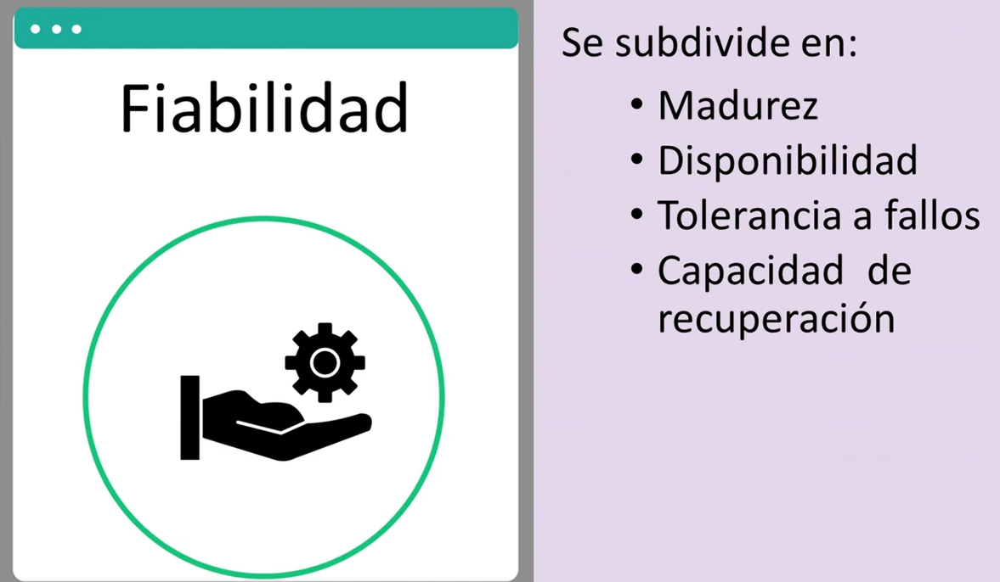 Fiabilidad
Se subdivide en:
• Madurez
• Disponibilidad
• Tolerancia a fallos
• Capacidad de
recuperación